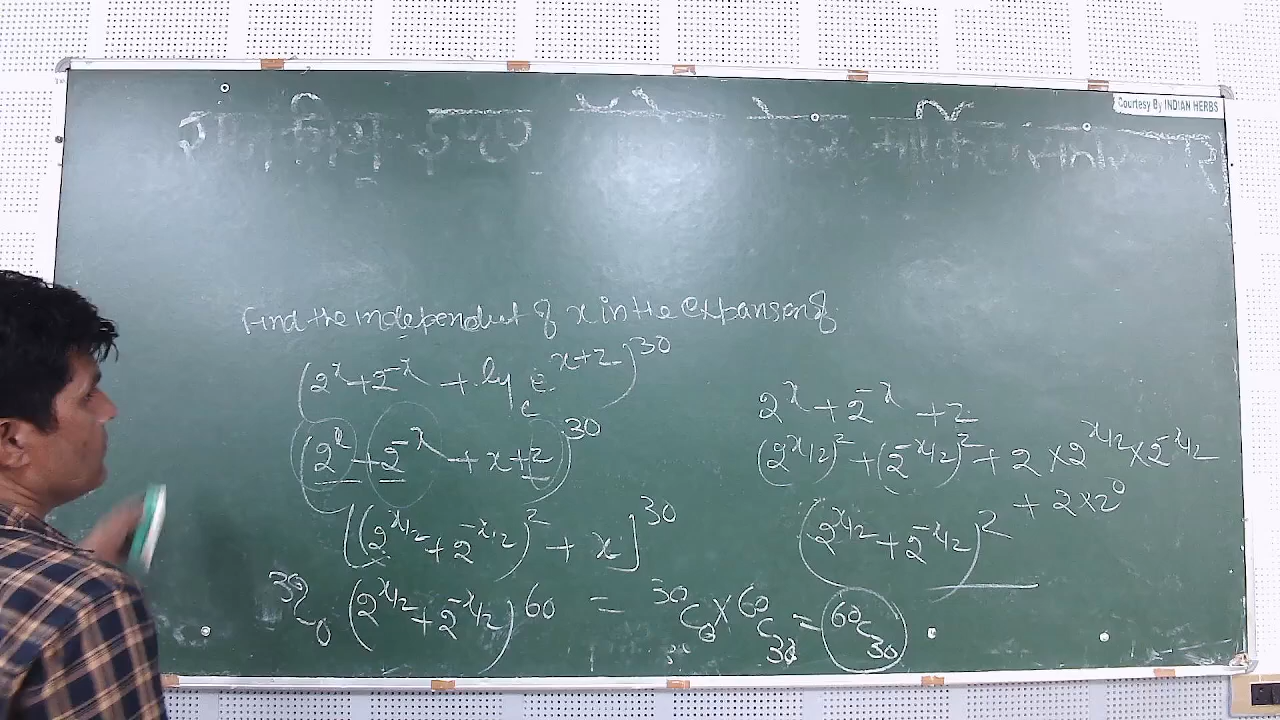 Courtesy By INDIAN HERBS
Find the independent of x in the expanson of
(2^x + 2^-x + log_e e^x+2)^30
(2^x + 2^-x + x + 2)^30
[(2^x/2 + 2^-x/2)^2 + x]^30
30C0 (2^x/2 + 2^-x/2)^60 = 30C0 × 60C30 = 60C30
2^x - 2^-x + 2
(2^x/2)^2 + (2^-x/2)^2 + 2 × 2^x/2 × 2^-x/2
+ 2×2^0
(2^x/2 + 2^-x/2)^2